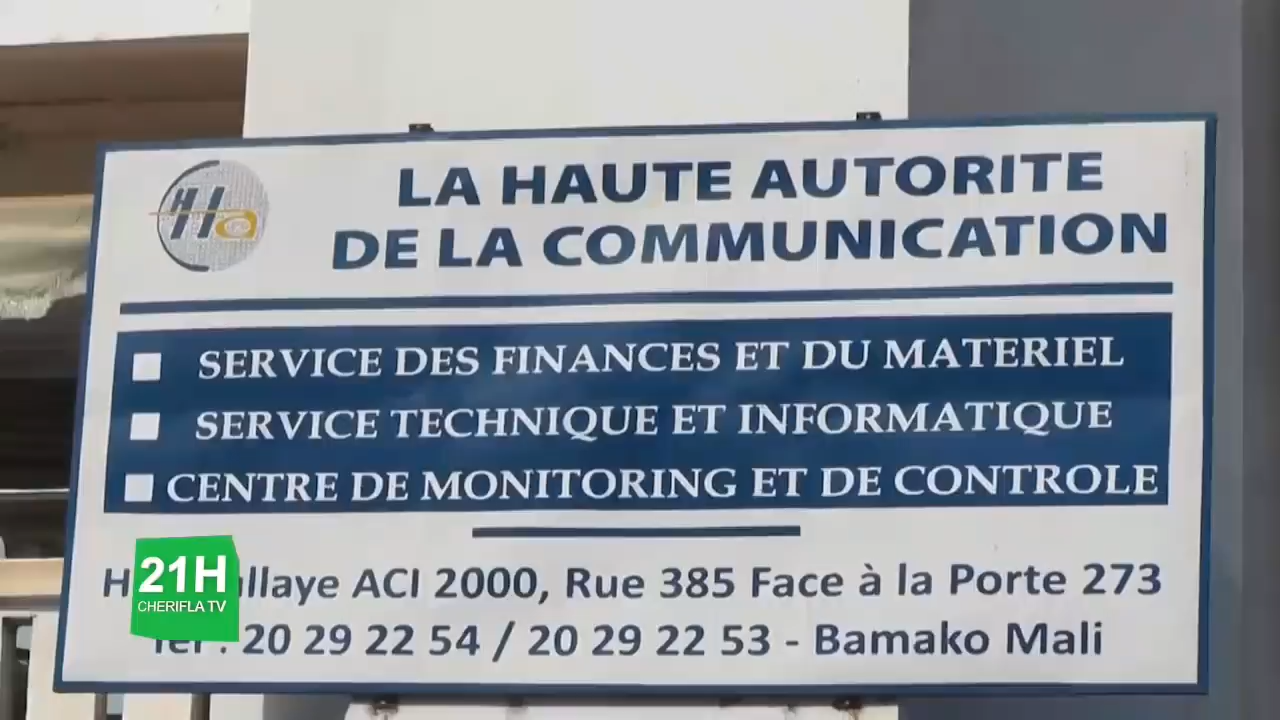 Ha
LA HAUTE AUTORITE
DE LA COMMUNICATION
SERVICE DES FINANCES ET DU MATERIEL
SERVICE TECHNIQUE ET INFORMATIQUE
CENTRE DE MONITORING ET DE CONTROLE
ACI 2000, Rue 385 Face à la Porte 273
: 20 29 22 54 / 20 29 22 53 - Bamako Mali
21H
CHERIFLA TV